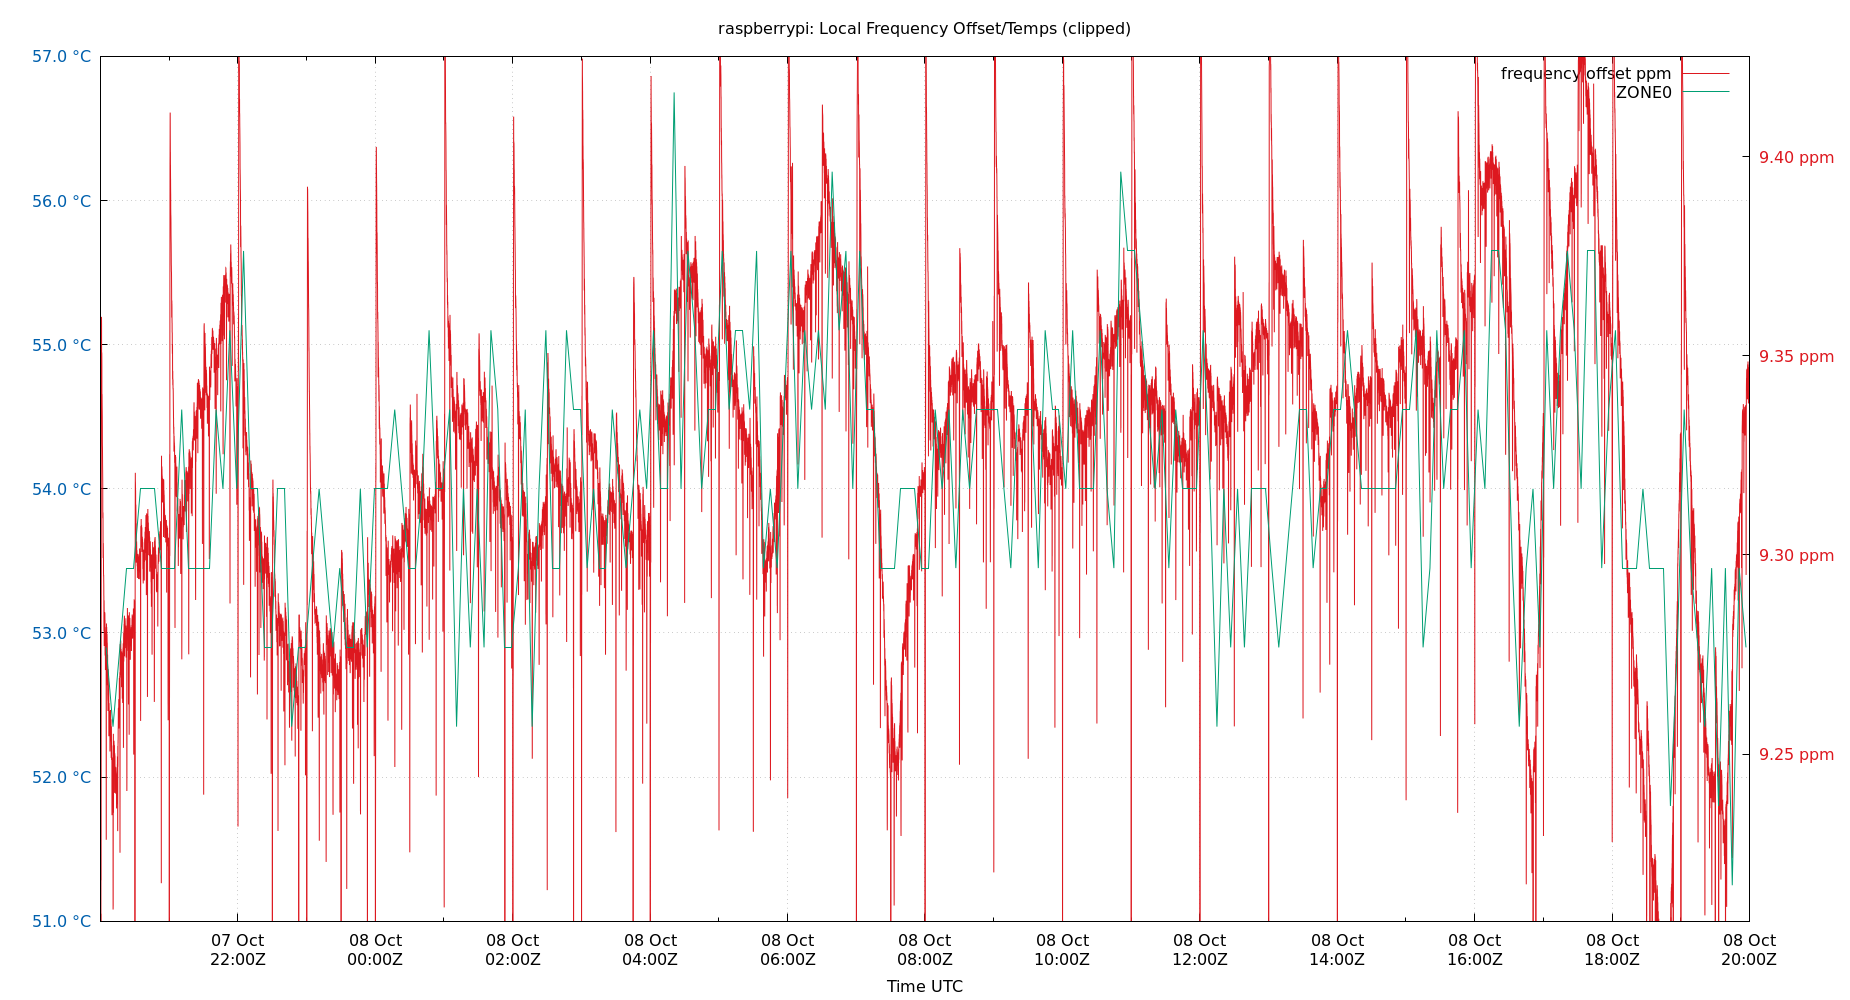 raspberrypi: Local Frequency Offset/Temps (clipped)
57.0 °C
56.0 °C
55.0 °C
54.0 °C
53.0 °C
52.0 °C
51.0 °C
frequency offset ppm
ZONE0
9.40 ppm
9.35 ppm
9.30 ppm
9.25 ppm
07 Oct
22:00Z
08 Oct
00:00Z
08 Oct
02:00Z
08 Oct
04:00Z
08 Oct
06:00Z
08 Oct
08:00Z
08 Oct
10:00Z
08 Oct
12:00Z
08 Oct
14:00Z
08 Oct
16:00Z
08 Oct
18:00Z
08 Oct
20:00Z
Time UTC